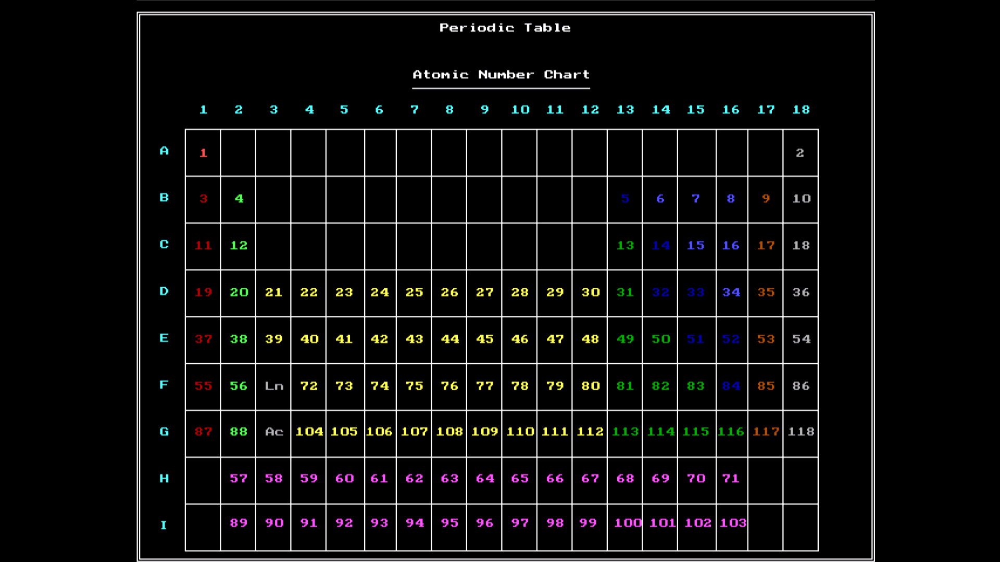 Periodic Table
Atomic Number Chart
1 2 3 4 5 6 7 8 9 10 11 12 13 14 15 16 17 18
A 1 2
B 3 4 5 6 7 8 9 10
C 11 12 13 14 15 16 17 18
D 19 20 21 22 23 24 25 26 27 28 29 30 31 32 33 34 35 36
E 37 38 39 40 41 42 43 44 45 46 47 48 49 50 51 52 53 54
F 55 56 Ln 72 73 74 75 76 77 78 79 80 81 82 83 84 85 86
G 87 88 Ac 104 105 106 107 108 109 110 111 112 113 114 115 116 117 118
H 57 58 59 60 61 62 63 64 65 66 67 68 69 70 71
I 89 90 91 92 93 94 95 96 97 98 99 100 101 102 103